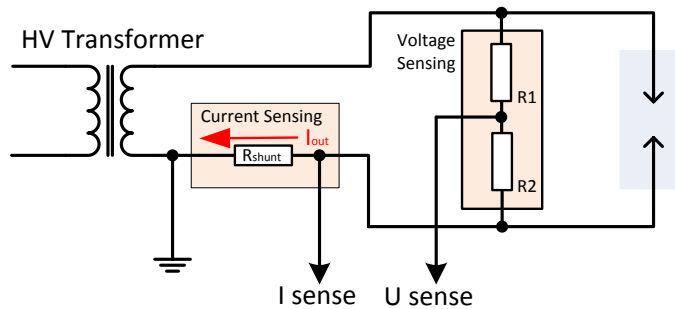 HV Transformer
Voltage
Sensing
R1
Current Sensing
Iout
Rshunt
R2
I sense
U sense